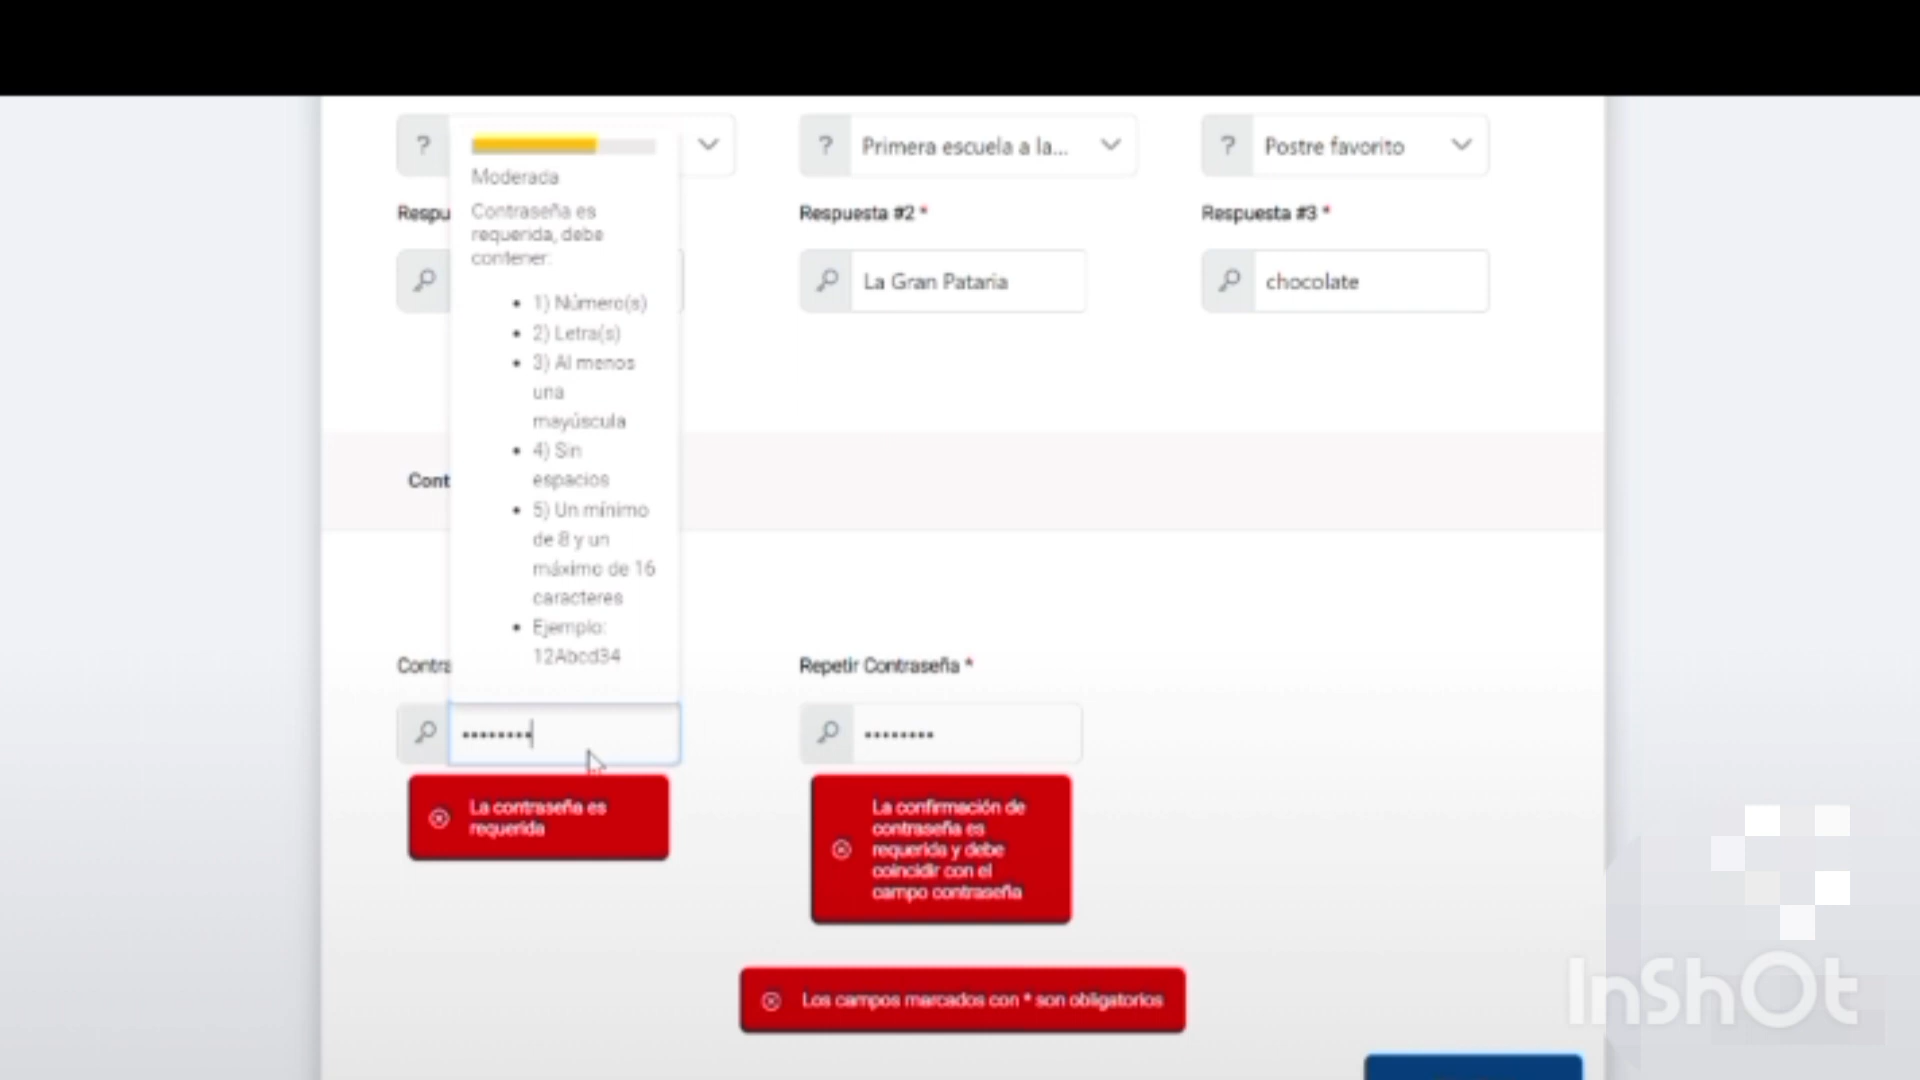 ?
? Primera escuela a la...
? Postre favorito
Moderada
Contraseña es
requerida, debe
contener:
• 1) Número(s)
• 2) Letra(s)
• 3) Al menos
una
mayúscula
• 4) Sin
espacios
• 5) Un mínimo
de 8 y un
máximo de 16
caracteres
• Ejemplo:
12Abcd34
Respu
Respuesta #2 *
Respuesta #3 *
La Gran Pataria
chocolate
Cont
Contra
Repetir Contraseña *
••••••••
••••••••
La contraseña es
requerida
La confirmación de
contraseña es
requerida y debe
coincidir con el
campo contraseña
Los campos marcados con * son obligatorios
InShOt